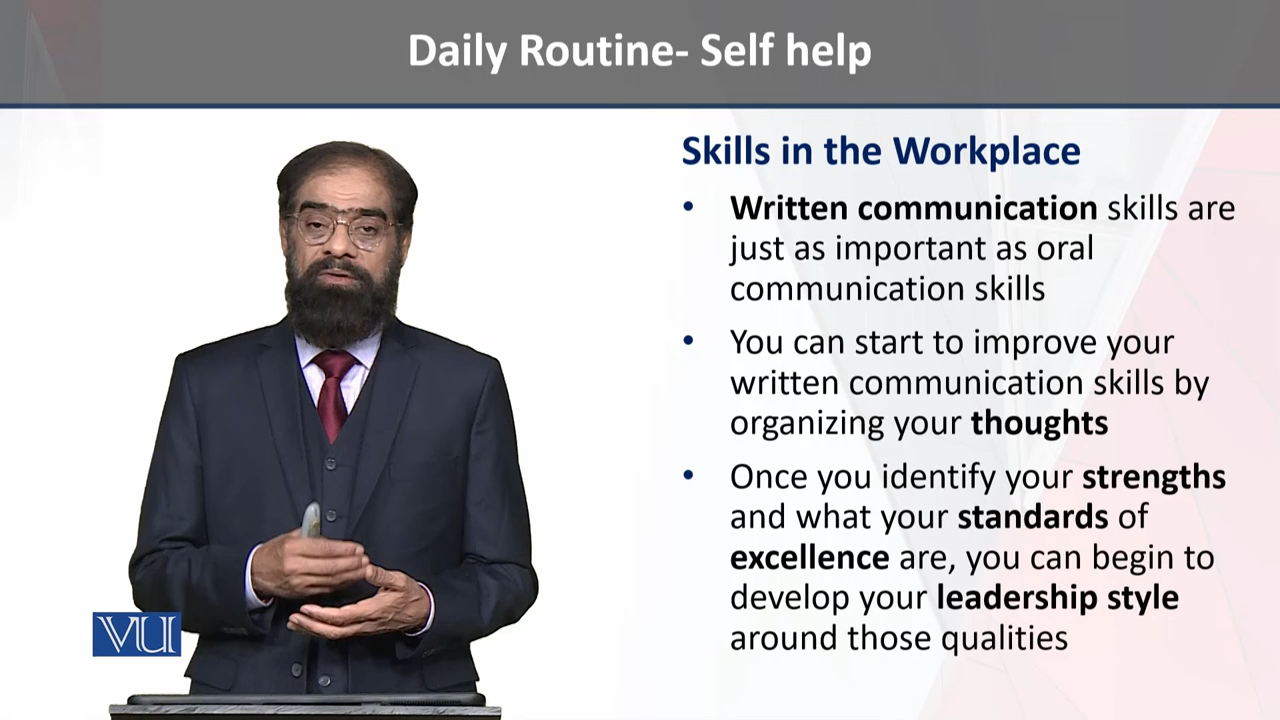 Daily Routine- Self help
Skills in the Workplace
• Written communication skills are
just as important as oral
communication skills
• You can start to improve your
written communication skills by
organizing your thoughts
• Once you identify your strengths
and what your standards of
excellence are, you can begin to
develop your leadership style
around those qualities
VU